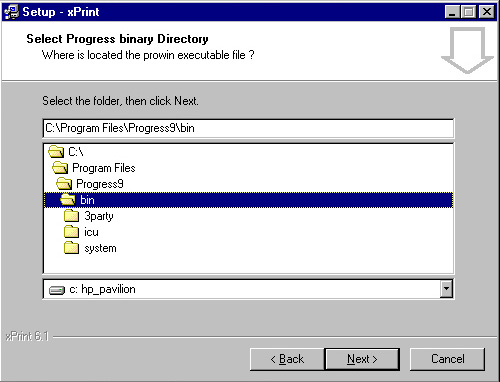 Setup - xPrint
Select Progress binary Directory
Where is located the prowin executable file ?
Select the folder, then click Next.
C:\Program Files\Progress9\bin
C:\
Program Files
Progress9
bin
3party
icu
system
c: hp_pavilion
xPrint 6.1
< Back
Next >
Cancel